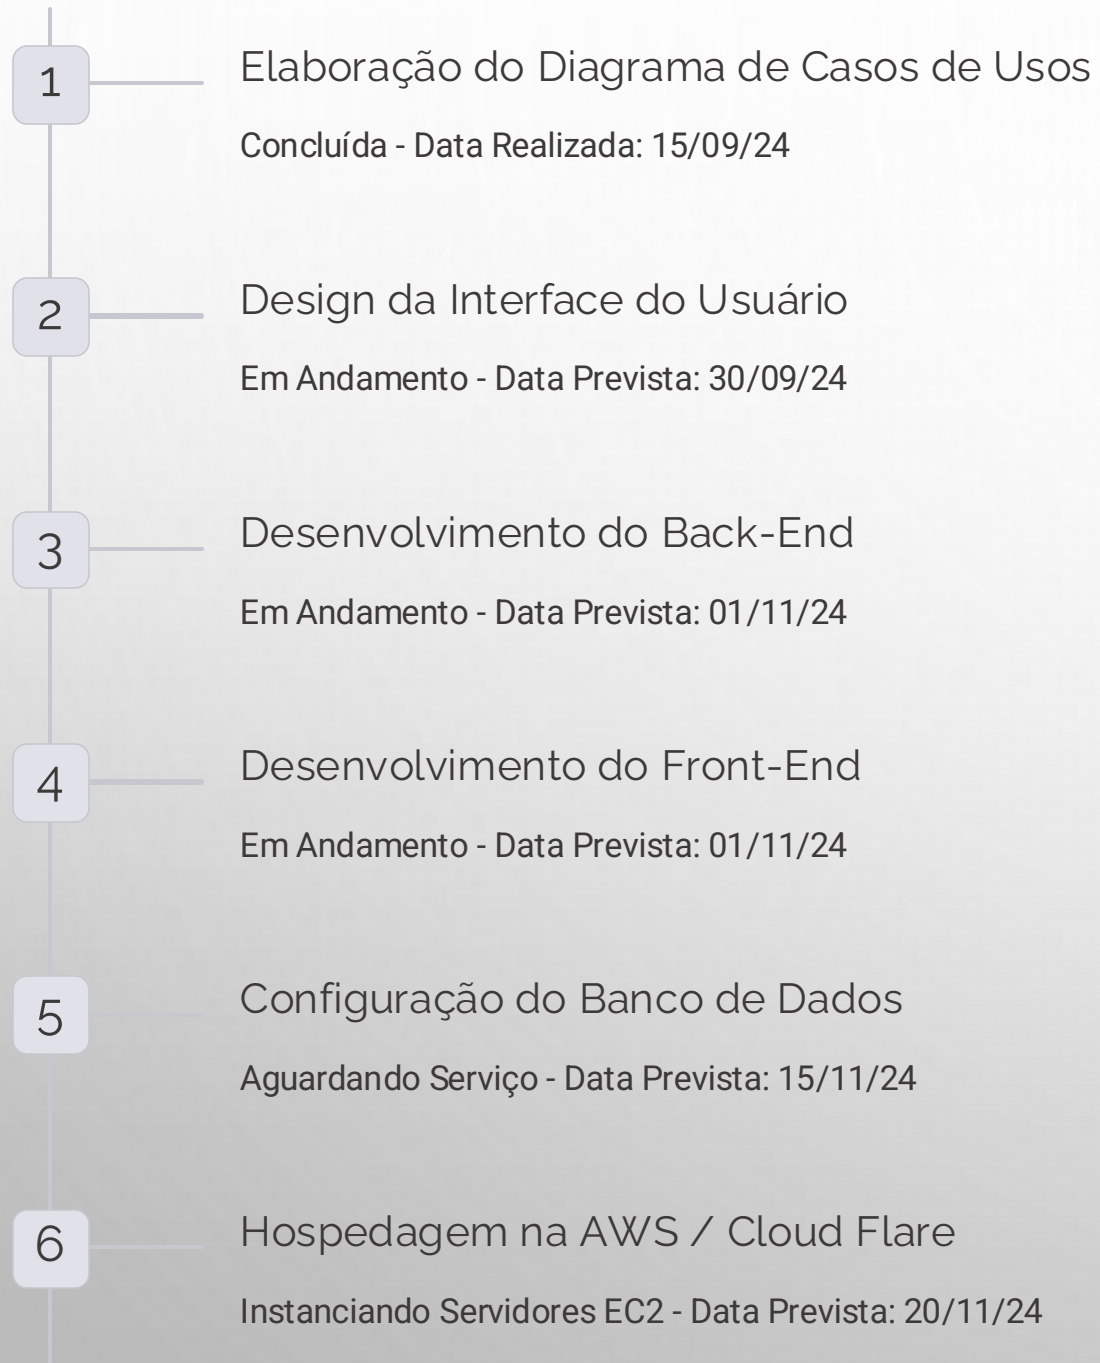 1
Elaboração do Diagrama de Casos de Usos
Concluída - Data Realizada: 15/09/24
2
Design da Interface do Usuário
Em Andamento - Data Prevista: 30/09/24
3
Desenvolvimento do Back-End
Em Andamento - Data Prevista: 01/11/24
4
Desenvolvimento do Front-End
Em Andamento - Data Prevista: 01/11/24
5
Configuração do Banco de Dados
Aguardando Serviço - Data Prevista: 15/11/24
6
Hospedagem na AWS / Cloud Flare
Instanciando Servidores EC2 - Data Prevista: 20/11/24